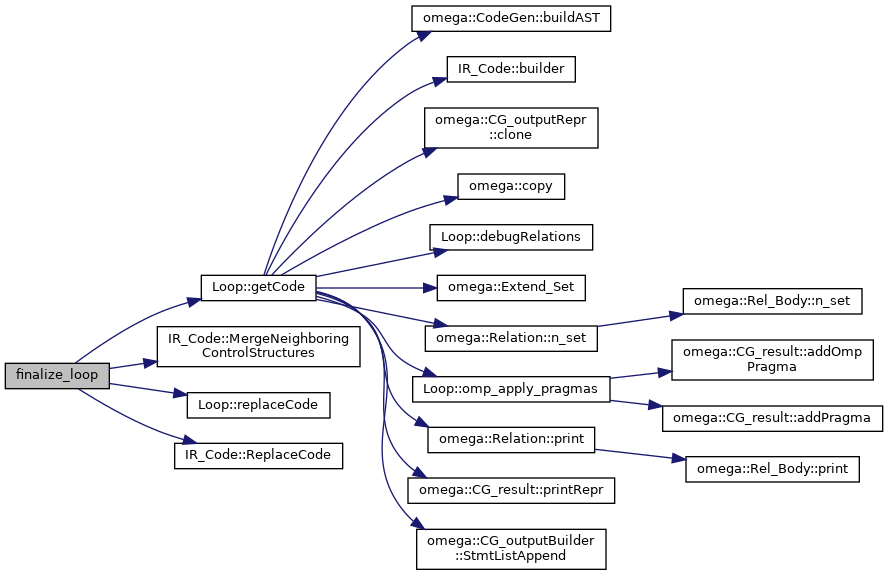 omega::CodeGen::buildAST
IR_Code::builder
omega::CG_outputRepr
::clone
omega::copy
Loop::debugRelations
Loop::getCode
omega::Extend_Set
omega::Rel_Body::n_set
omega::Relation::n_set
IR_Code::MergeNeighboring
ControlStructures
omega::CG_result::addOmp
Pragma
finalize_loop
Loop::omp_apply_pragmas
Loop::replaceCode
omega::CG_result::addPragma
omega::Relation::print
IR_Code::ReplaceCode
omega::Rel_Body::print
omega::CG_result::printRepr
omega::CG_outputBuilder
::StmtListAppend